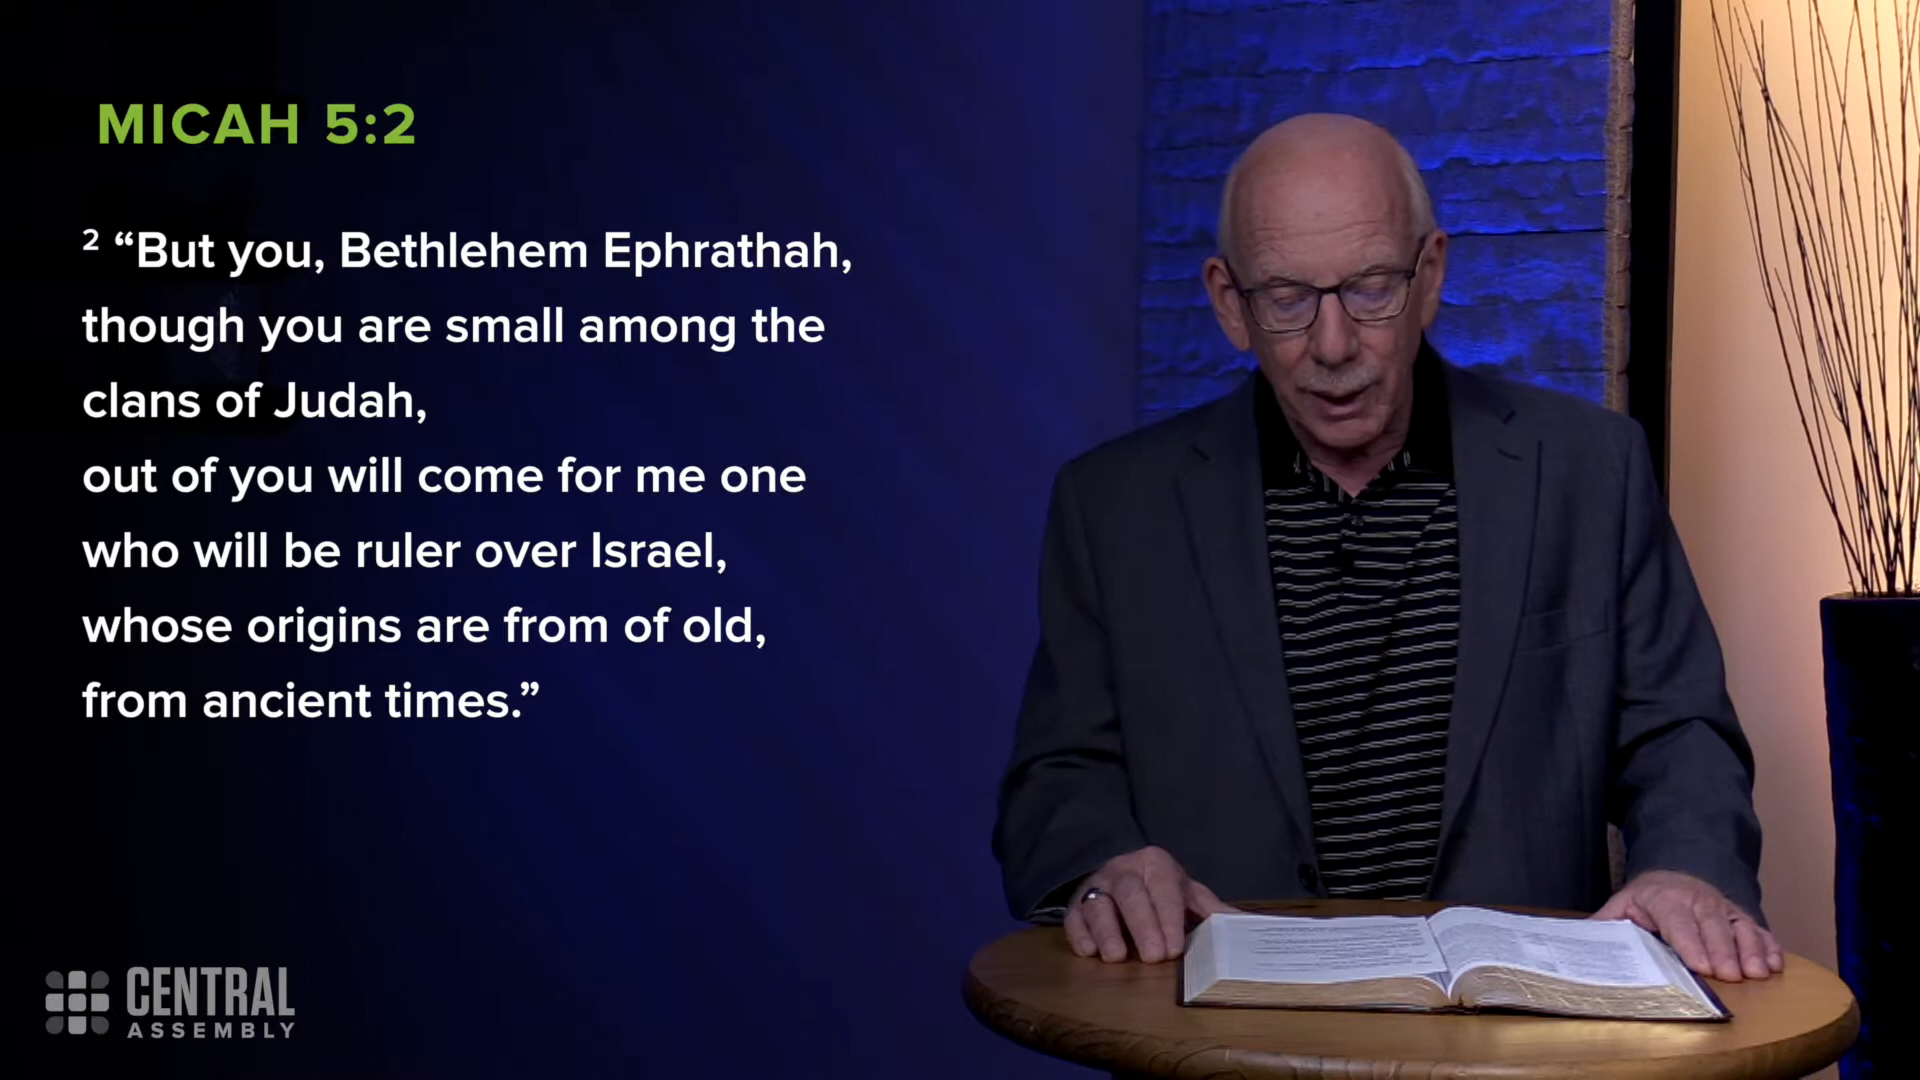 MICAH 5:2
² “But you, Bethlehem Ephrathah,
though you are small among the
clans of Judah,
out of you will come for me one
who will be ruler over Israel,
whose origins are from of old,
from ancient times.”
CENTRAL
ASSEMBLY